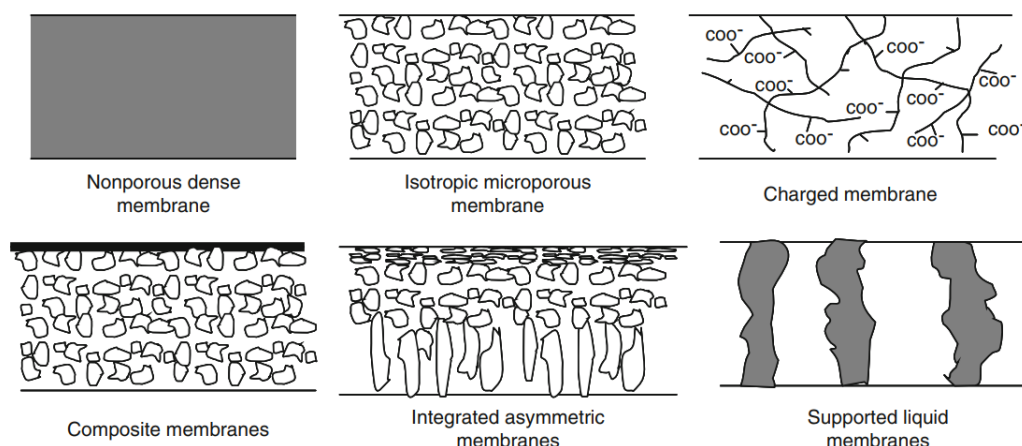 COO⁻
COO⁻ COO⁻
COO⁻
COO⁻ COO⁻
COO⁻
COO⁻ COO⁻ COO⁻ COO⁻
Nonporous dense
membrane
Isotropic microporous
membrane
Charged membrane
Composite membranes
Integrated asymmetric
membranes
Supported liquid
membranes